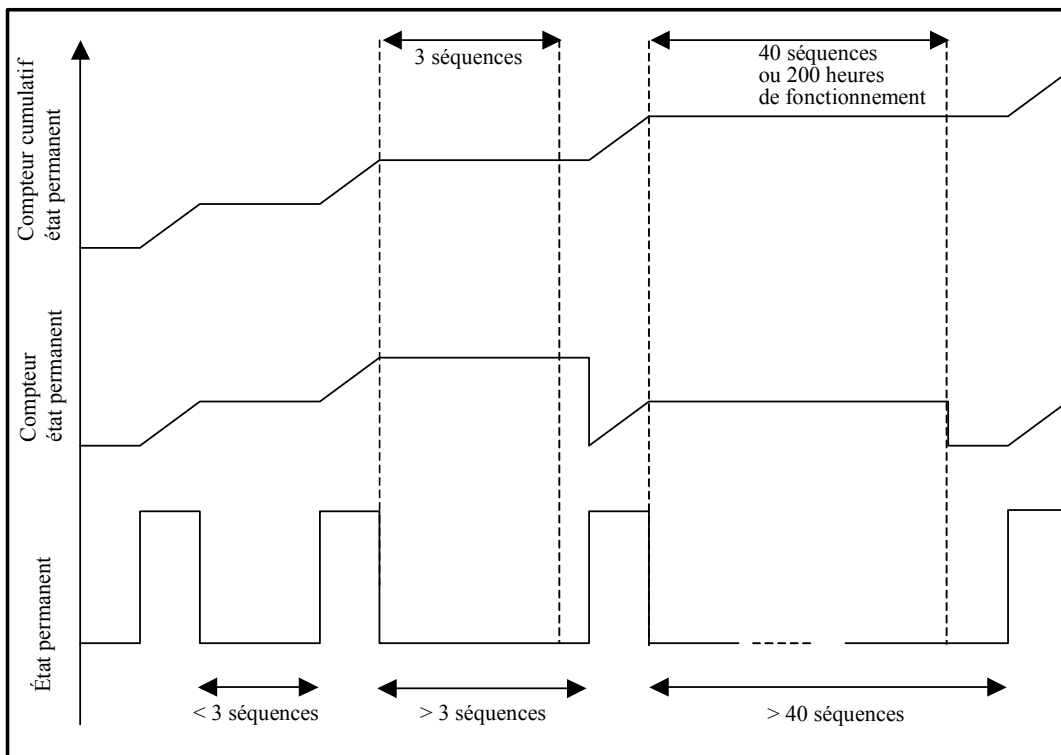 3 séquences
40 séquences
ou 200 heures
de fonctionnement
Compteur cumulatif
état permanent
Compteur
état permanent
État permanent
< 3 séquences
> 3 séquences
> 40 séquences